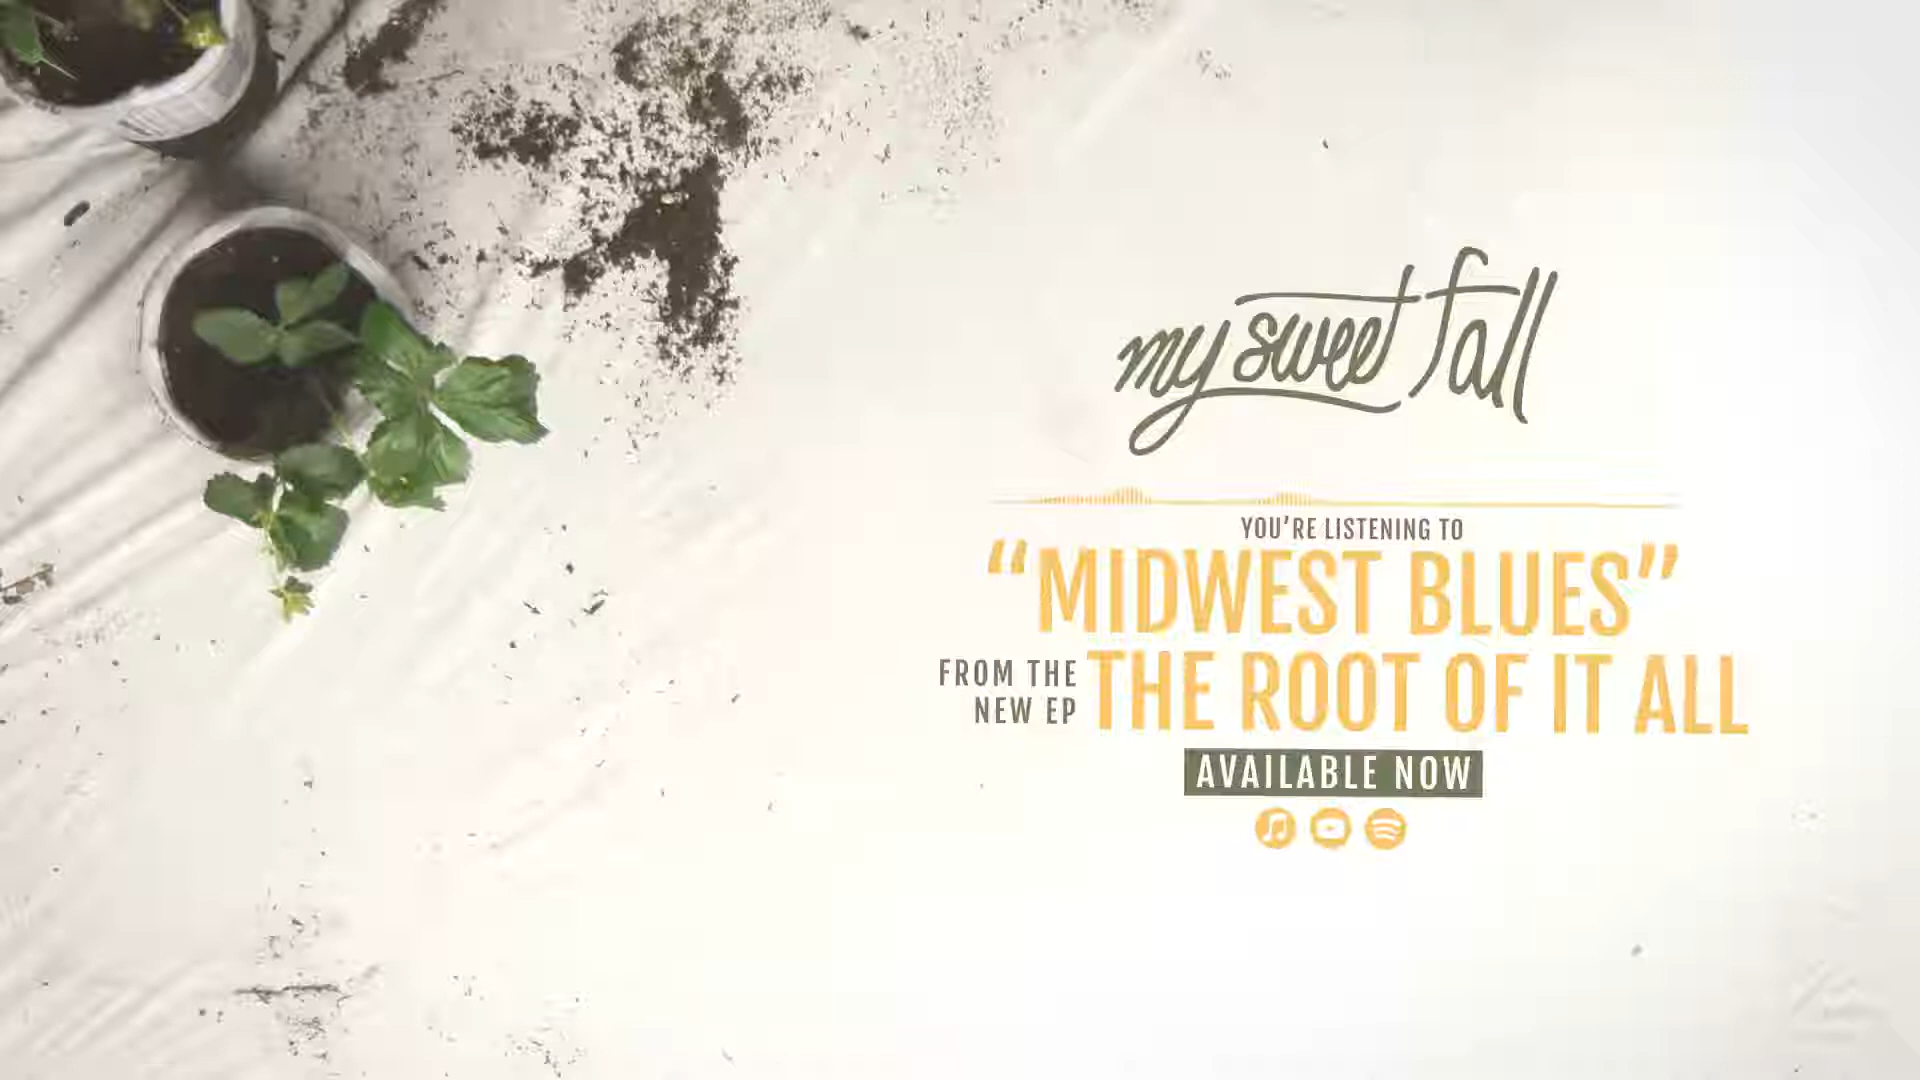 my sweet fall
YOU'RE LISTENING TO
“MIDWEST BLUES”
FROM THE
NEW EP
THE ROOT OF IT ALL
AVAILABLE NOW